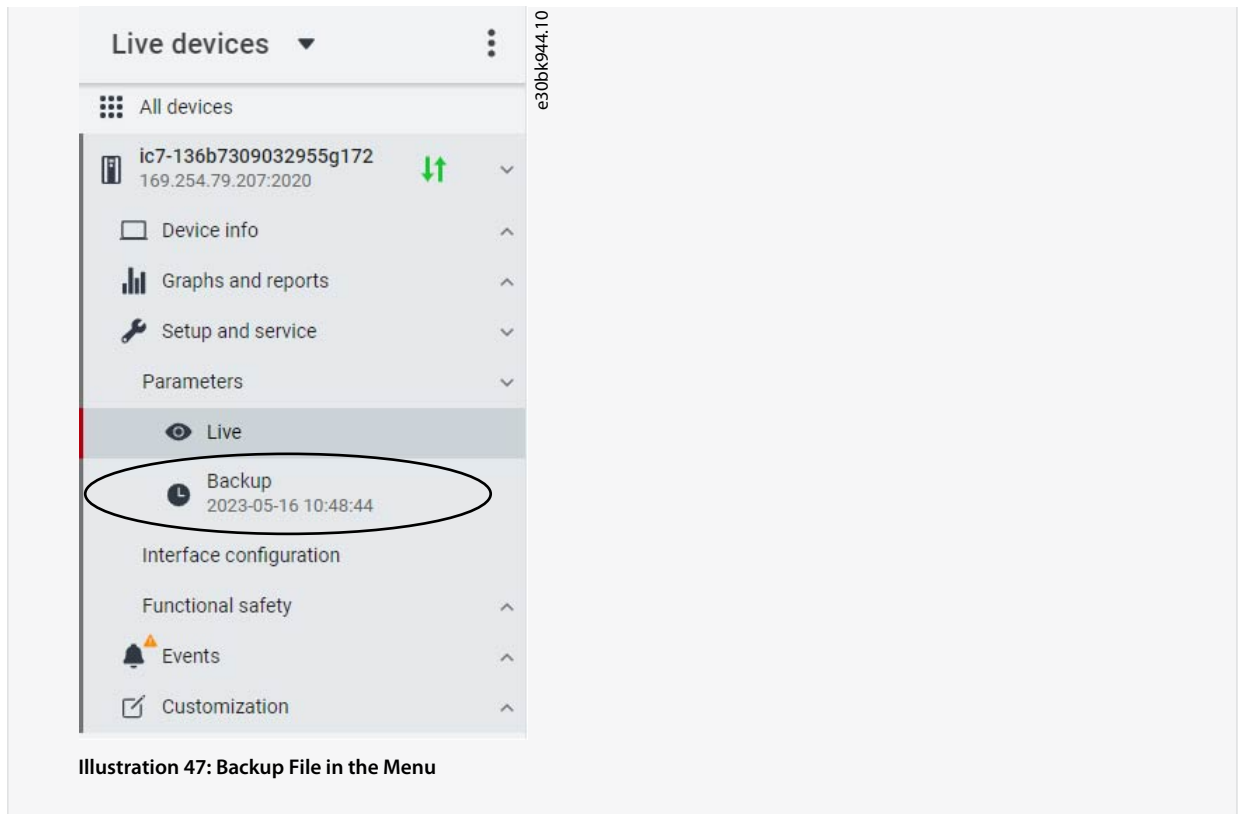 Live devices
e30bk944.10
All devices
ic7-136b7309032955g172
169.254.79.207:2020
Device info
Graphs and reports
Setup and service
Parameters
Live
Backup
2023-05-16 10:48:44
Interface configuration
Functional safety
Events
Customization
Illustration 47: Backup File in the Menu